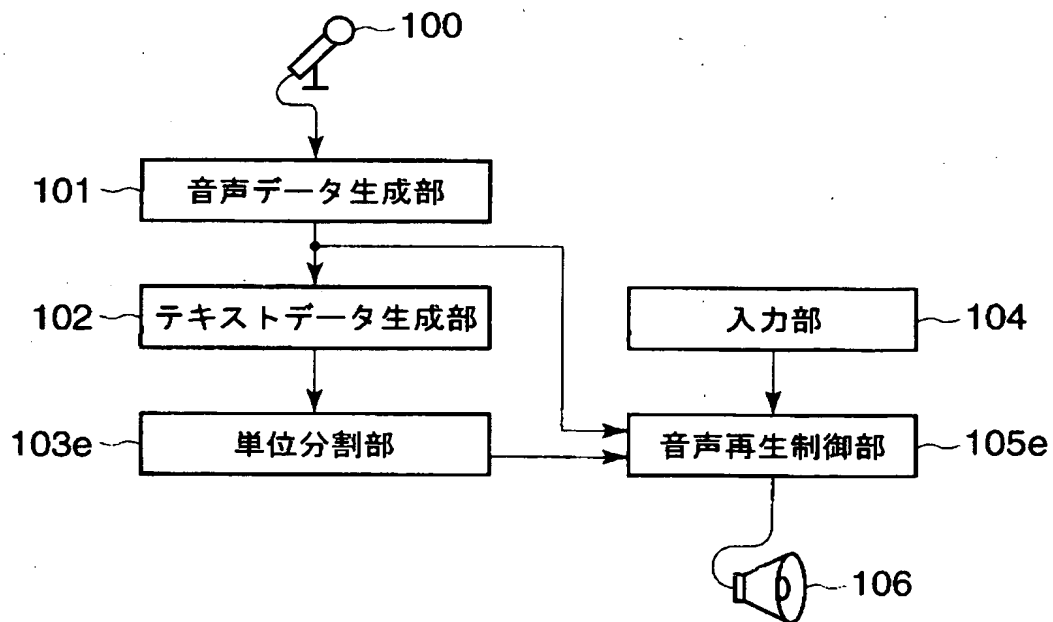 100
101
音声データ生成部
102
テキストデータ生成部
入力部
104
103e
単位分割部
音声再生制御部
105e
106